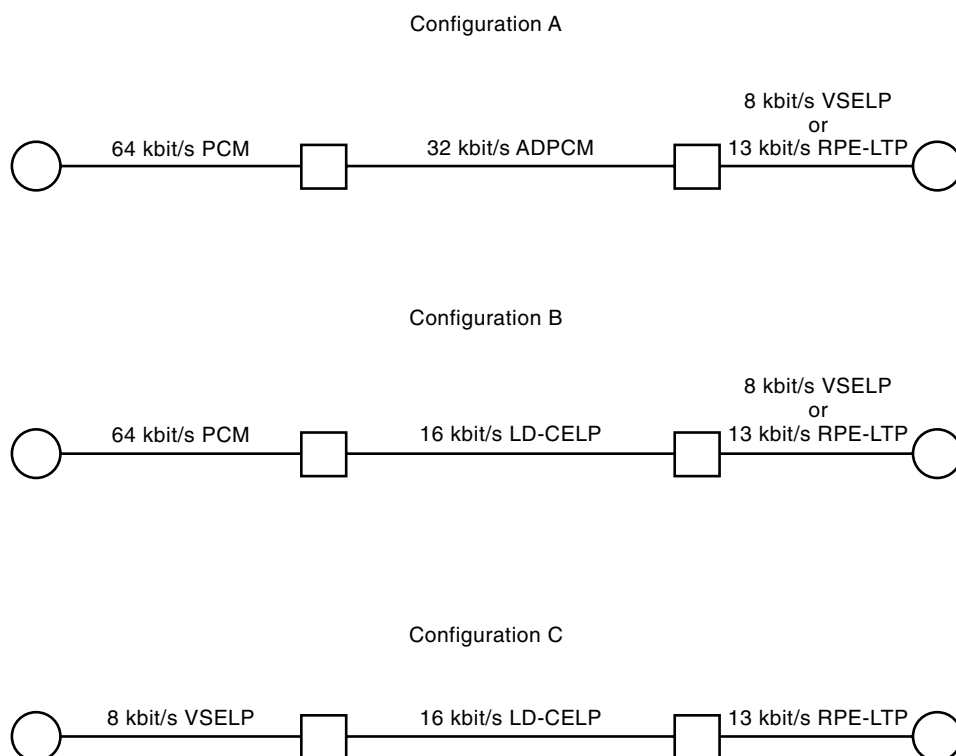 Configuration A
8 kbit/s VSELP
or
64 kbit/s PCM
32 kbit/s ADPCM
13 kbit/s RPE-LTP
Configuration B
8 kbit/s VSELP
or
64 kbit/s PCM
16 kbit/s LD-CELP
13 kbit/s RPE-LTP
Configuration C
8 kbit/s VSELP
16 kbit/s LD-CELP
13 kbit/s RPE-LTP